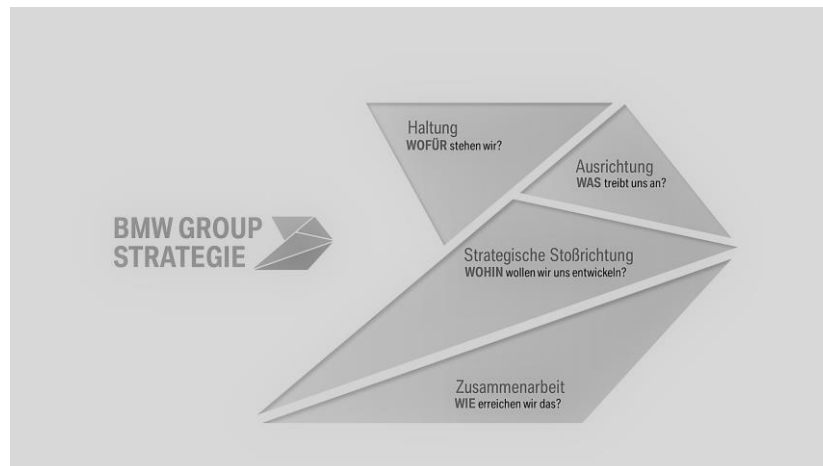 BMW GROUP
STRATEGIE
Haltung
WOFÜR stehen wir?
Ausrichtung
WAS treibt uns an?
Strategische Stoßrichtung
WOHIN wollen wir uns entwickeln?
Zusammenarbeit
WIE erreichen wir das?